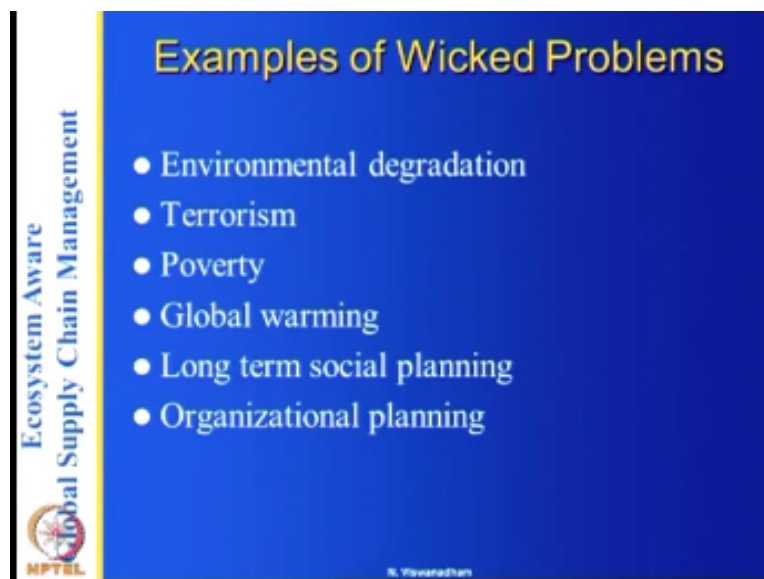 Examples of Wicked Problems
Environmental degradation
Terrorism
Poverty
Global warming
Long term social planning
Organizational planning
Ecosystem Aware
Global Supply Chain Management
NPTEL
N. Viswanadham